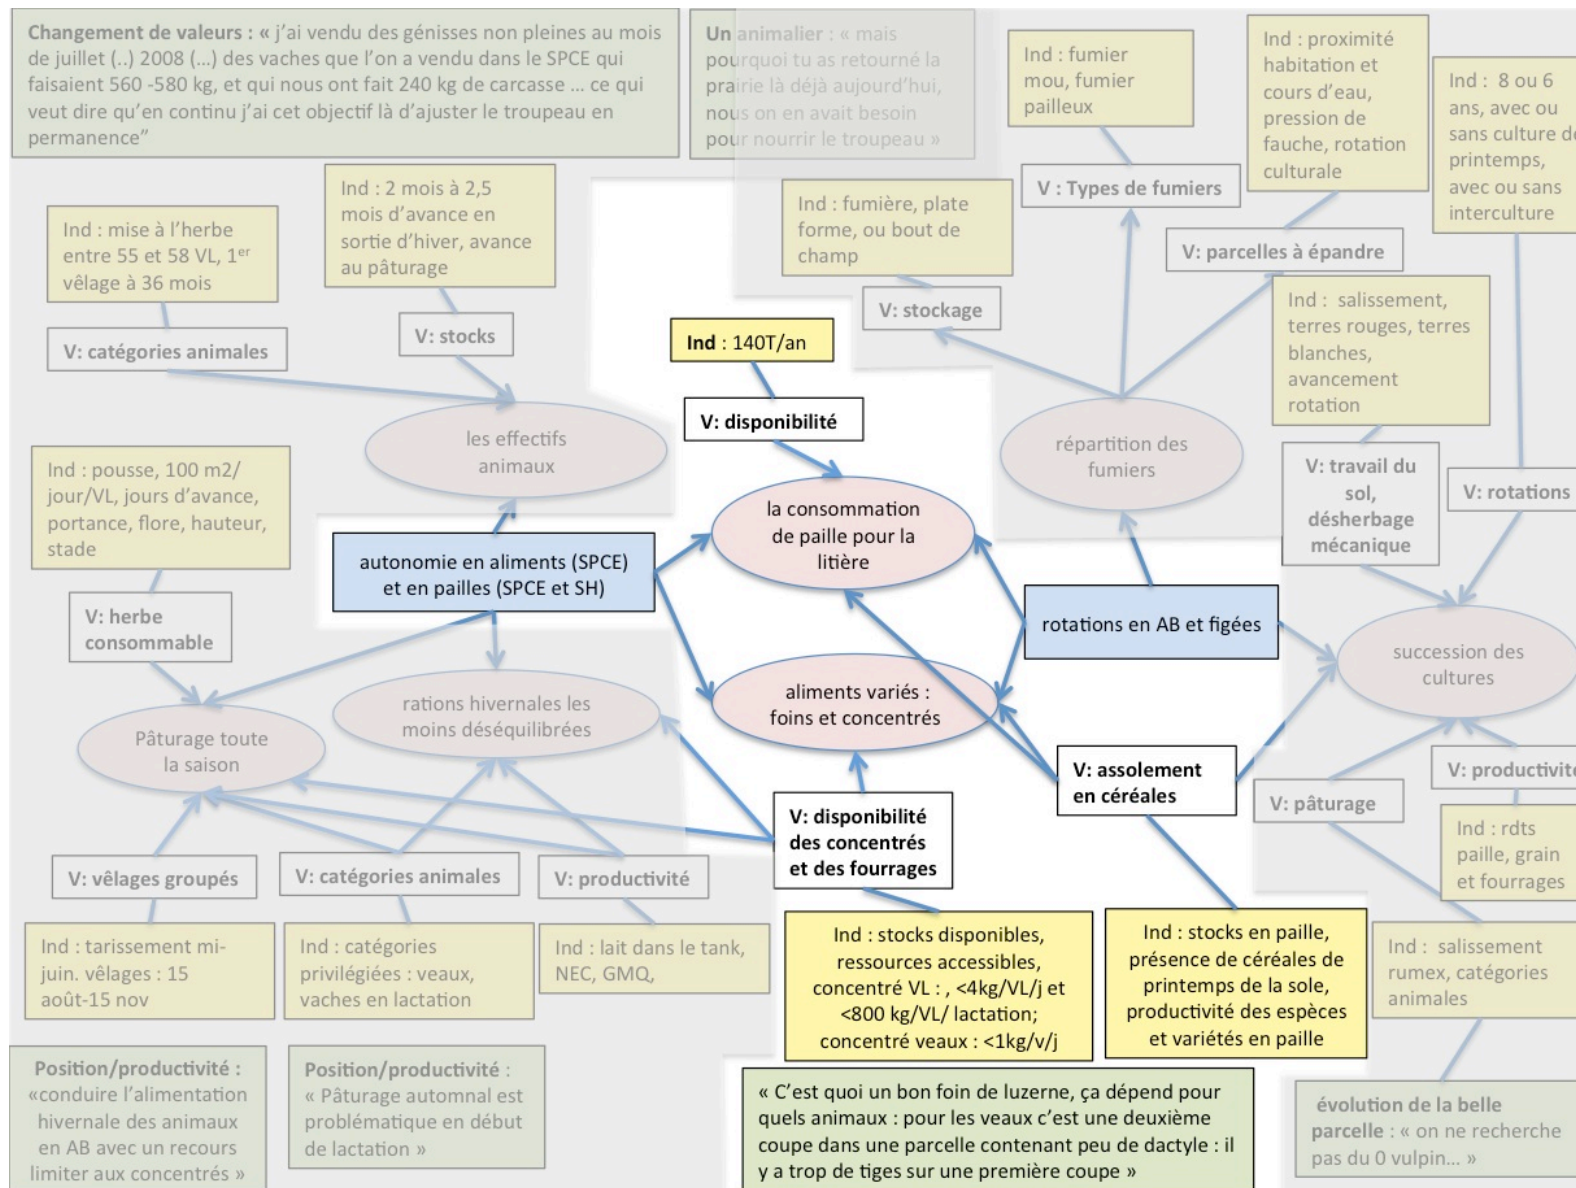 Changement de valeurs : « j'ai vendu des génisses non pleines au mois
de juillet (..) 2008 (...) des vaches que l'on a vendu dans le SPCE qui
faisaient 560 -580 kg, et qui nous ont fait 240 kg de carcasse ... ce qui
veut dire qu'en continu j'ai cet objectif là d'ajuster le troupeau en
permanence”
Un animalier : « mais
pourquoi tu as retourné la
prairie là déjà aujourd'hui,
nous on en avait besoin
pour nourrir le troupeau »
Ind : fumier
mou, fumier
pailleux
Ind : proximité
habitation et
cours d'eau,
pression de
fauche, rotation
culturale
Ind : 8 ou 6
ans, avec ou
sans culture de
printemps,
avec ou sans
interculture
Ind : mise à l'herbe
entre 55 et 58 VL, 1er
vêlage à 36 mois
Ind : 2 mois à 2,5
mois d'avance en
sortie d'hiver, avance
au pâturage
Ind : fumière, plate
forme, ou bout de
champ
V : Types de fumiers
V: parcelles à épandre
V: catégories animales
V: stocks
Ind : 140T/an
V: stockage
Ind : salissement,
terres rouges, terres
blanches,
avancement
rotation
V: disponibilité
les effectifs
animaux
répartition des
fumiers
V: travail du
sol,
désherbage
mécanique
V: rotations
Ind : pousse, 100 m2/
jour/VL, jours d'avance,
portance, flore, hauteur,
stade
la consommation
de paille pour la
litière
autonomie en aliments (SPCE)
et en pailles (SPCE et SH)
rotations en AB et figées
V: herbe
consommable
succession des
cultures
rations hivernales les
moins déséquilibrées
aliments variés :
foins et concentrés
Pâturage toute
la saison
V: assolement
en céréales
V: productivité
V: pâturage
V: disponibilité
des concentrés
et des fourrages
Ind : rdts
paille, grain
et fourrages
V: vêlages groupés
V: catégories animales
V: productivité
Ind : tarissement mi-
juin. vêlages : 15
août-15 nov
Ind : catégories
privilégiées : veaux,
vaches en lactation
Ind : lait dans le tank,
NEC, GMQ,
Ind : stocks disponibles,
ressources accessibles,
concentré VL : , <4kg/VL/j et
<800 kg/VL/ lactation;
concentré veaux : <1kg/v/j
Ind : stocks en paille,
présence de céréales de
printemps de la sole,
productivité des espèces
et variétés en paille
Ind : salissement
rumex, catégories
animales
Position/productivité :
«conduire l'alimentation
hivernale des animaux
en AB avec un recours
limiter aux concentrés »
Position/productivité :
« Pâturage automnal est
problématique en début
de lactation »
« C'est quoi un bon foin de luzerne, ça dépend pour
quels animaux : pour les veaux c'est une deuxième
coupe dans une parcelle contenant peu de dactyle : il
y a trop de tiges sur une première coupe »
évolution de la belle
parcelle : « on ne recherche
pas du 0 vulpin... »